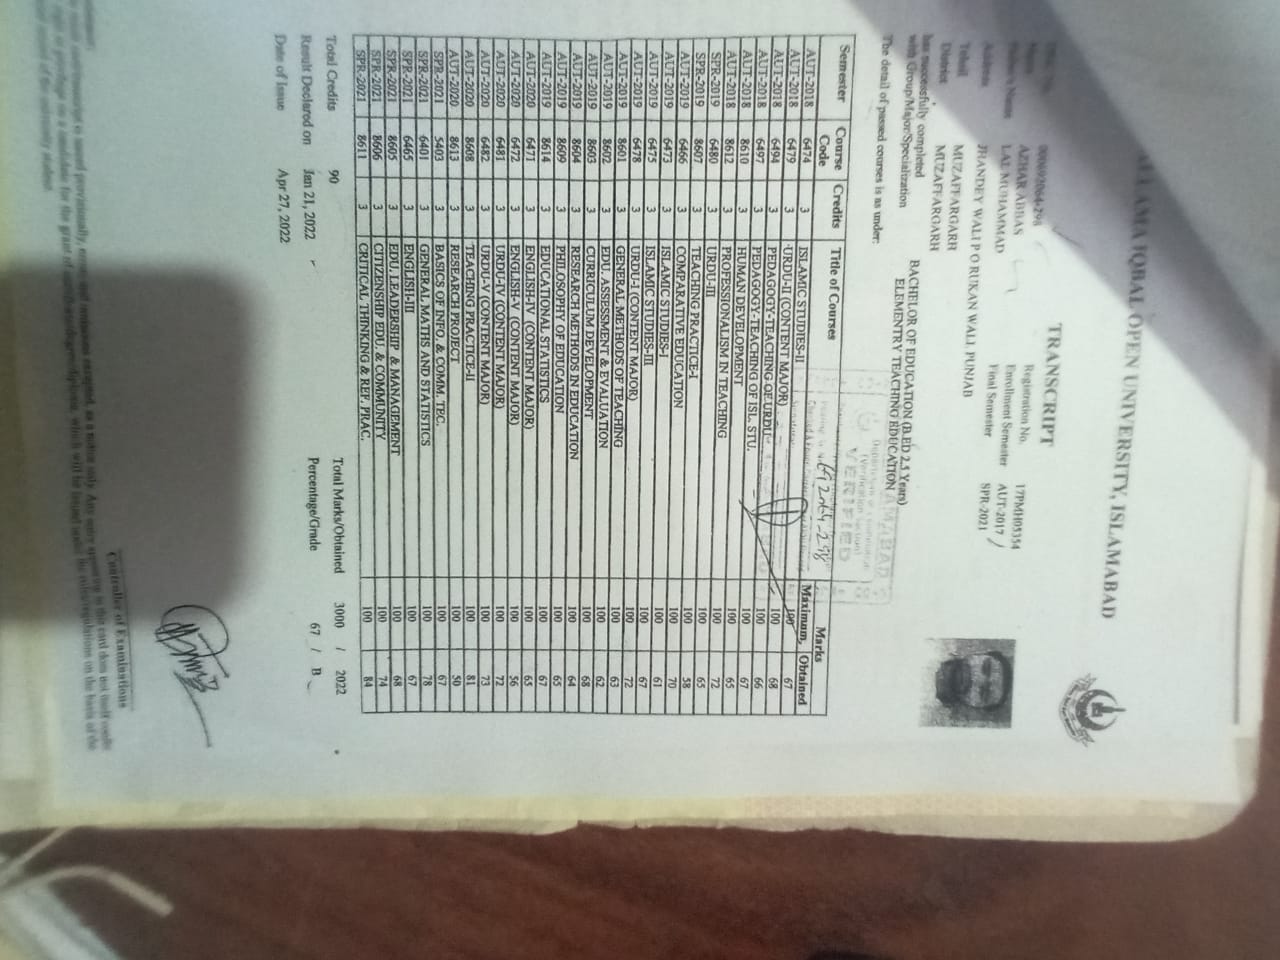 ALLAMA IQBAL OPEN UNIVERSITY, ISLAMABAD
TRANSCRIPT
000692064-298
Name AZHAR ABBAS
Father's Name LAL MUHAMMAD
Registration No. 17PMH05354
Enrollment Semester AUT-2017
Final Semester SPR-2021
Address JHANDEY WALI P O RUKAN WALI PUNJAB
Tehsil MUZAFFARGARH
District MUZAFFARGARH
has successfully completed BACHELOR OF EDUCATION (B.ED 2.5 Years)
with Group/Major/Specialization ELEMENTRY TEACHING EDUCATION
The detail of passed courses is as under:
(Verification Section)
VERIFIED
692064-298
Semester Course Code Credits Title of Courses Marks
Maximum Obtained
AUT-2018 6474 3 ISLAMIC STUDIES-II 100 67
AUT-2018 6479 3 URDU-II (CONTENT MAJOR) 100 68
AUT-2018 6494 3 PEDAGOGY-TEACHING OF URDU 100 66
AUT-2018 6497 3 PEDAGOGY-TEACHING OF ISL. STU. 100 67
AUT-2018 8610 3 HUMAN DEVELOPMENT 100 65
AUT-2018 8612 3 PROFESSIONALISM IN TEACHING 100 72
SPR-2019 6480 3 URDU-III 100 65
SPR-2019 8607 3 TEACHING PRACTICE-I 100 58
AUT-2019 6466 3 COMPARATIVE EDUCATION 100 70
AUT-2019 6473 3 ISLAMIC STUDIES-I 100 61
AUT-2019 6475 3 ISLAMIC STUDIES-III 100 67
AUT-2019 6478 3 URDU-I (CONTENT MAJOR) 100 72
AUT-2019 8601 3 GENERAL METHODS OF TEACHING 100 63
AUT-2019 8602 3 EDU. ASSESSMENT & EVALUATION 100 62
AUT-2019 8603 3 CURRICULUM DEVELOPMENT 100 68
AUT-2019 8604 3 RESEARCH METHODS IN EDUCATION 100 64
AUT-2019 8609 3 PHILOSOPHY OF EDUCATION 100 65
AUT-2019 8614 3 EDUCATIONAL STATISTICS 100 67
AUT-2020 6471 3 ENGLISH-IV (CONTENT MAJOR) 100 65
AUT-2020 6472 3 ENGLISH-V (CONTENT MAJOR) 100 56
AUT-2020 6481 3 URDU-IV (CONTENT MAJOR) 100 72
AUT-2020 6482 3 URDU-V (CONTENT MAJOR) 100 73
AUT-2020 8608 3 TEACHING PRACTICE-II 100 81
AUT-2020 8613 3 RESEARCH PROJECT 100 50
SPR-2021 5403 3 BASICS OF INFO. & COMM. TEC. 100 67
SPR-2021 6401 3 GENERAL MATHS AND STATISTICS 100 78
SPR-2021 6465 3 ENGLISH-III 100 67
SPR-2021 8605 3 EDU. LEADERSHIP & MANAGEMENT 100 68
SPR-2021 8606 3 CITIZENSHIP EDU. & COMMUNITY 100 74
SPR-2021 8611 3 CRITICAL THINKING & REF. PRAC. 100 84
Total Credits 90 Total Marks/Obtained 3000 / 2022
Result Declared on Jan 21, 2022 Percentage/Grade 67 / B
Date of Issue Apr 27, 2022
Controller of Examinations
is issued provisionally, errors and omissions excepted, as a notice only. Any entry appearing in this card does not itself confer
privilege on a candidate for the grant of certificate/degree/diploma, which will be issued under the rules/regulations on the basis of the
record of the university student.